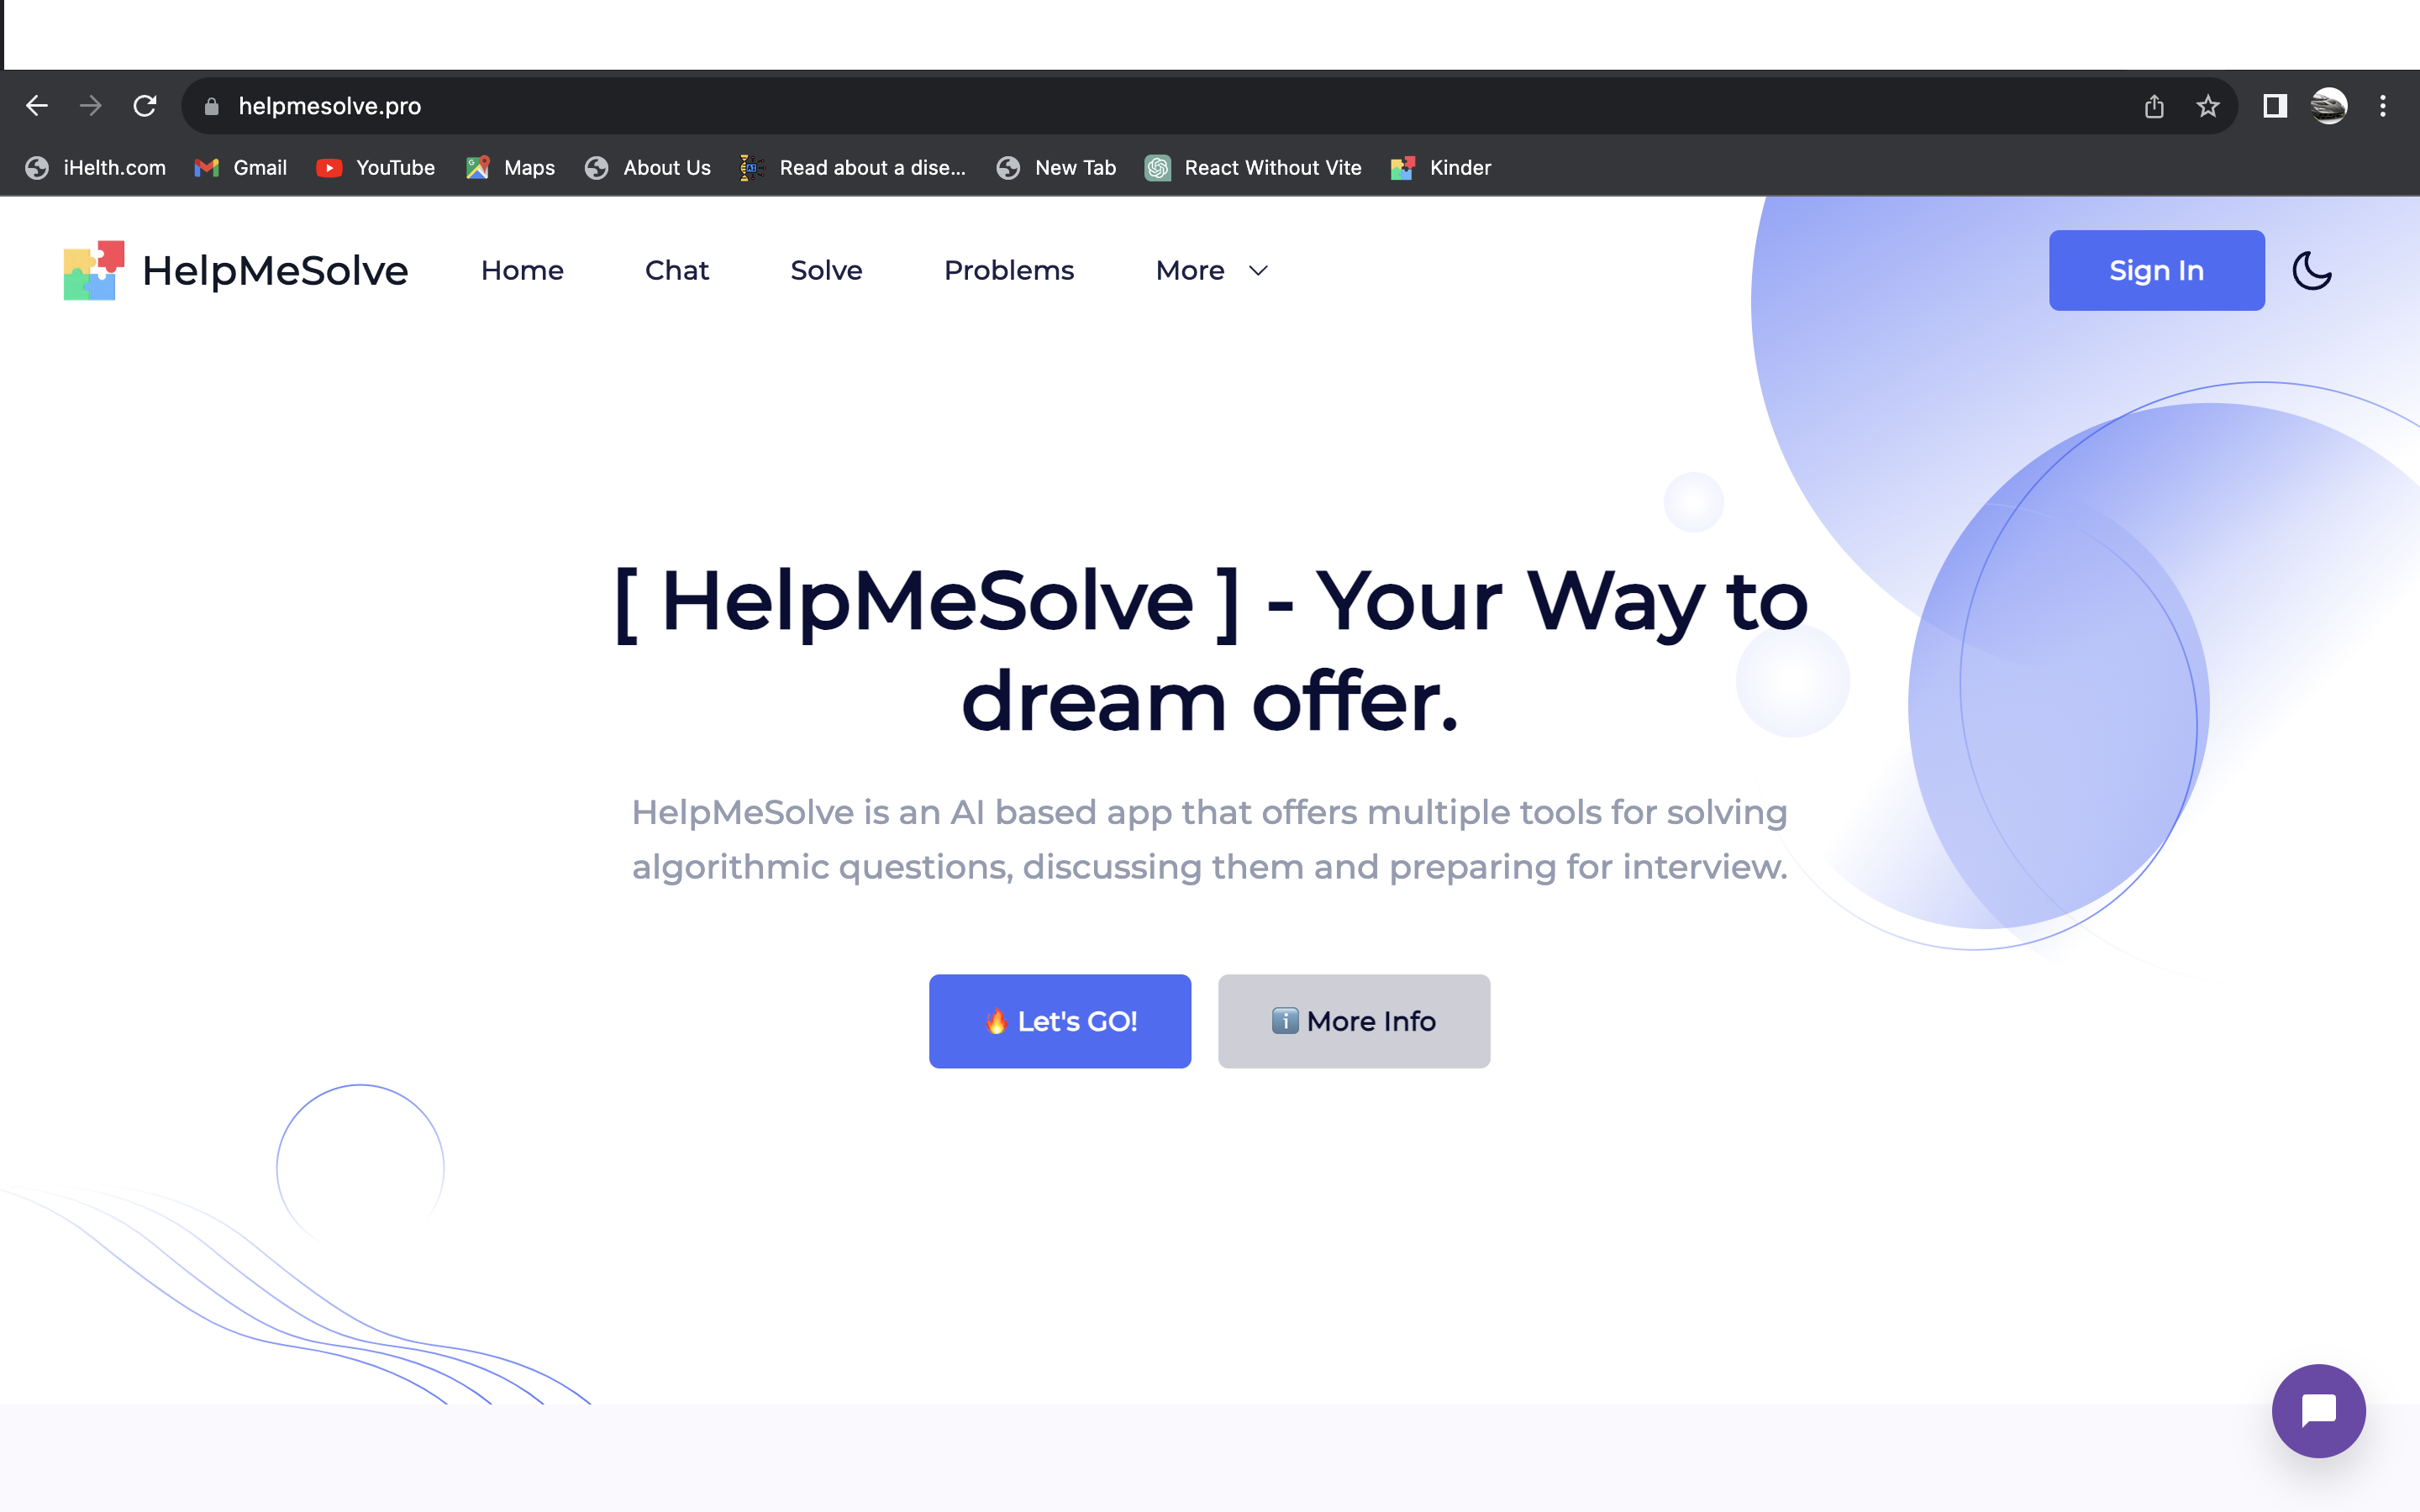 helpmesolve.pro
iHelth.com Gmail YouTube Maps About Us Read about a dise... New Tab React Without Vite Kinder
HelpMeSolve Home Chat Solve Problems More Sign In
[ HelpMeSolve ] - Your Way to
dream offer.
HelpMeSolve is an AI based app that offers multiple tools for solving
algorithmic questions, discussing them and preparing for interview.
🔥 Let's GO! ℹ️ More Info